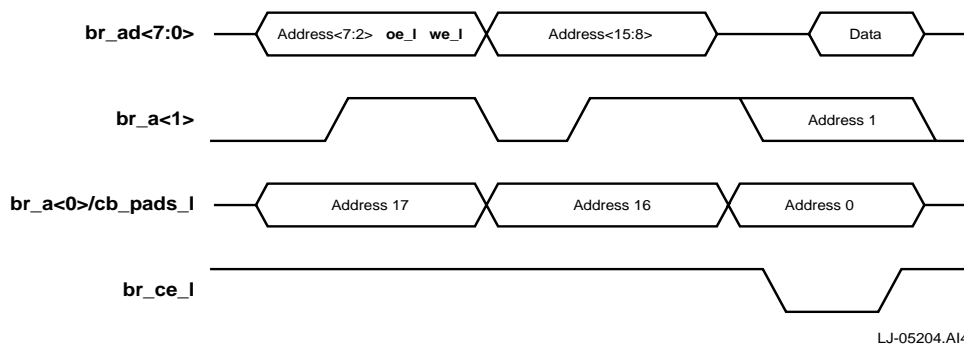 br_ad<7:0> Address<7:2> oe_l we_l Address<15:8> Data
br_a<1> Address 1
br_a<0>/cb_pads_l Address 17 Address 16 Address 0
br_ce_l
LJ-05204.AI4